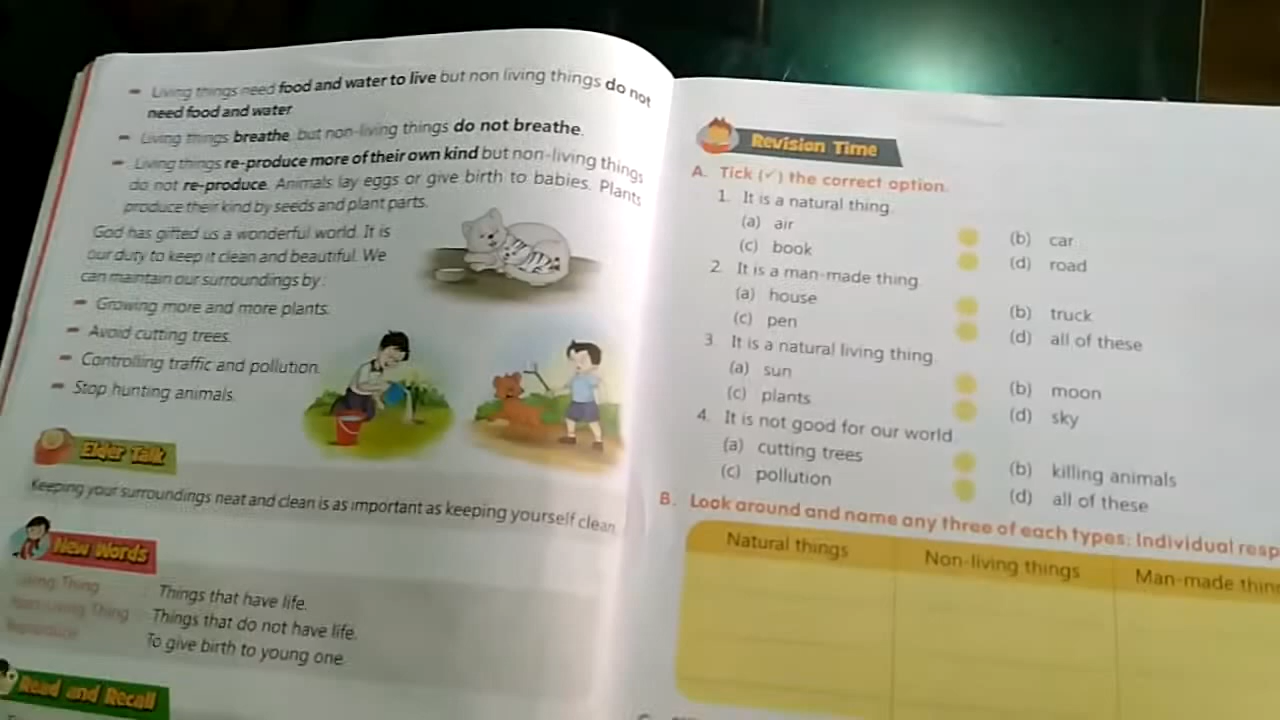 Living things need food and water to live but non living things do not
need food and water
Living things breathe, but non-living things do not breathe.
Living things re-produce more of their own kind but non-living things
do not re-produce. Animals lay eggs or give birth to babies. Plants
produce their kind by seeds and plant parts.
God has gifted us a wonderful world. It is
our duty to keep it clean and beautiful. We
can maintain our surroundings by :
Growing more and more plants.
Avoid cutting trees.
Controlling traffic and pollution.
Stop hunting animals.
Elder Talk
Keeping your surroundings neat and clean is as important as keeping yourself clean.
New Words
Living Thing : Things that have life.
Non-Living Thing : Things that do not have life.
Reproduce To give birth to young one.
Read and Recall
Revision Time
A. Tick (✓) the correct option.
1. It is a natural thing.
(a) air (b) car
(c) book (d) road
2. It is a man-made thing.
(a) house (b) truck
(c) pen (d) all of these
3. It is a natural living thing.
(a) sun (b) moon
(c) plants (d) sky
4. It is not good for our world.
(a) cutting trees (b) killing animals
(c) pollution (d) all of these
B. Look around and name any three of each types: Individual resp
Natural things Non-living things Man-made thing